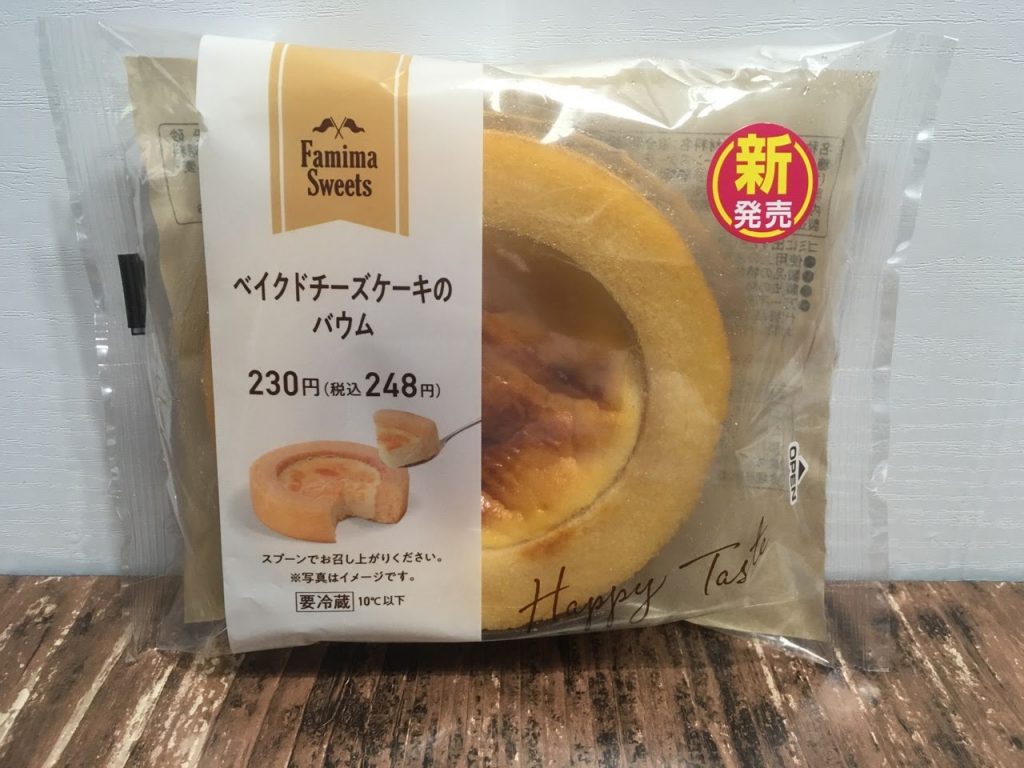 Famima
Sweets
ベイクドチーズケーキの
バウム
230円(税込248円)
スプーンでお召し上がりください。
※写真はイメージです。
要冷蔵 10℃以下
新
発売
OPEN
Happy Taste